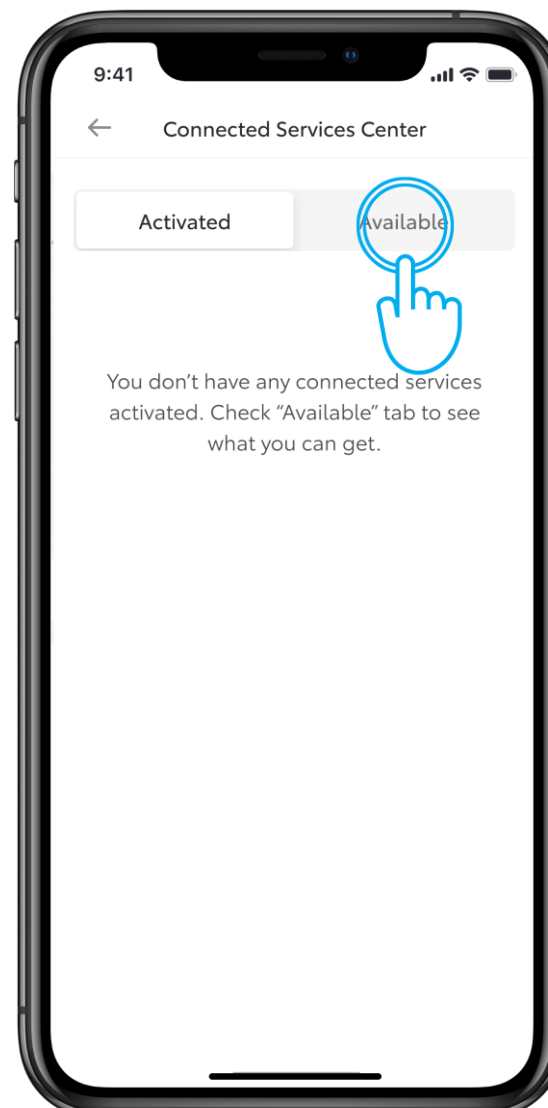 9:41
Connected Services Center
Activated
Available
You don’t have any connected services
activated. Check “Available” tab to see
what you can get.